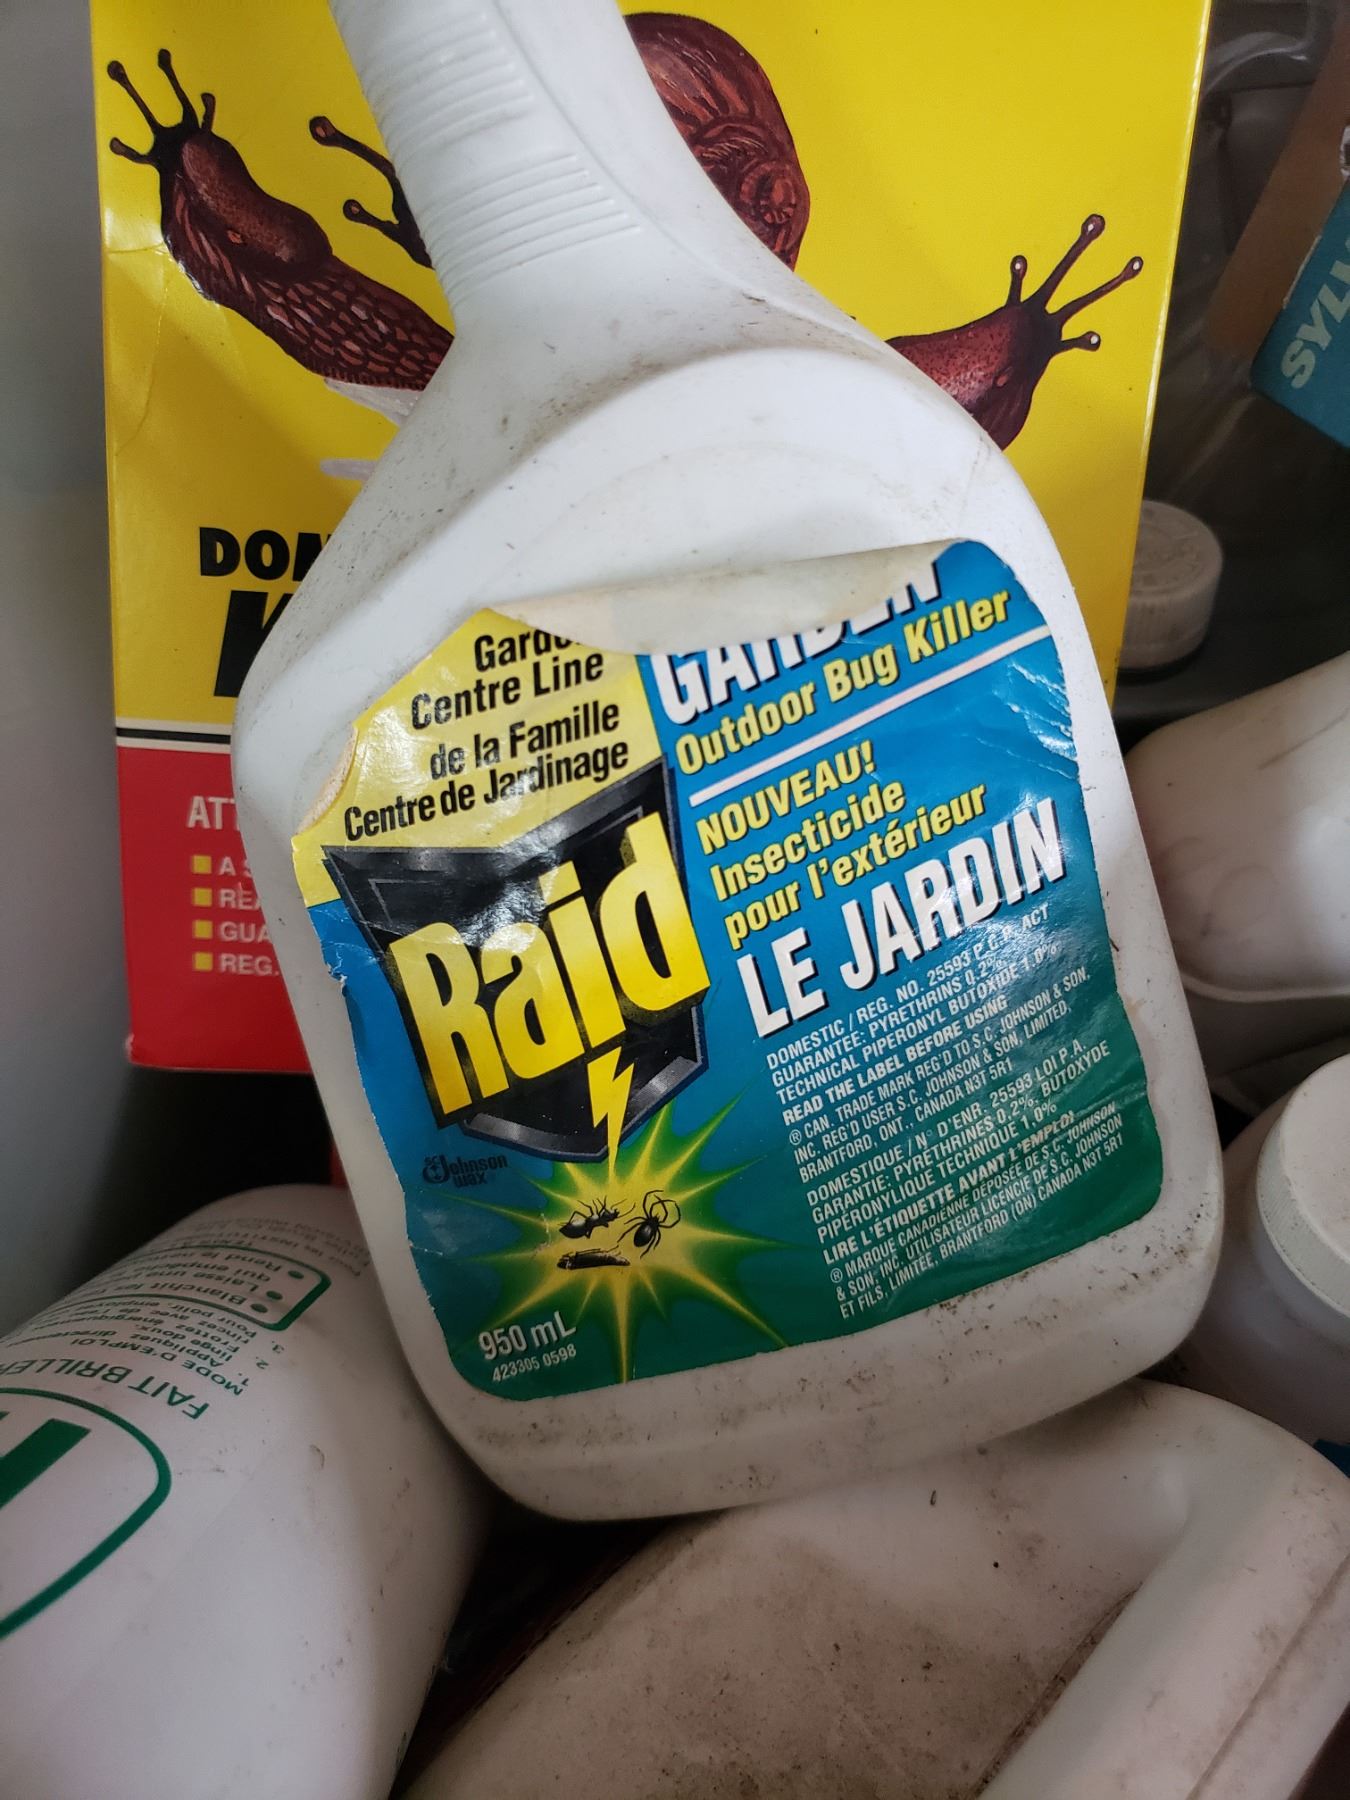 DON
ATT
REG.
SYL
Centre Line
de la Famille
Centre de Jardinage
Raid
SC Johnson
wax
950 mL
423305 0598
GARDEN
Outdoor Bug Killer
NOUVEAU!
Insecticide
pour l'extérieur
LE JARDIN
DOMESTIC / REG. NO. 25593 P.C.P. ACT
GUARANTEE: PYRETHRINS 0,2%,
TECHNICAL PIPERONYL BUTOXIDE 1,0%
READ THE LABEL BEFORE USING
® CAN. TRADE MARK REG'D TO S.C. JOHNSON & SON,
INC. REG'D USER S.C. JOHNSON & SON, LIMITED,
BRANTFORD, ONT., CANADA N3T 5R1
DOMESTIQUE / N° D'ENR. 25593 LOI P.A.
GARANTIE: PYRÉTHRINES 0,2%, BUTOXYDE
PIPÉRONYLIQUE TECHNIQUE 1,0%
LIRE L'ÉTIQUETTE AVANT L'EMPLOI
® MARQUE CANADIENNE DÉPOSÉE DE S.C. JOHNSON
& SON, INC. UTILISATEUR LICENCIÉ DE S.C. JOHNSON
ET FILS, LIMITÉE, BRANTFORD (ON) CANADA N3T 5R1
FAIT BRILLER
MODE D'EMPLOI